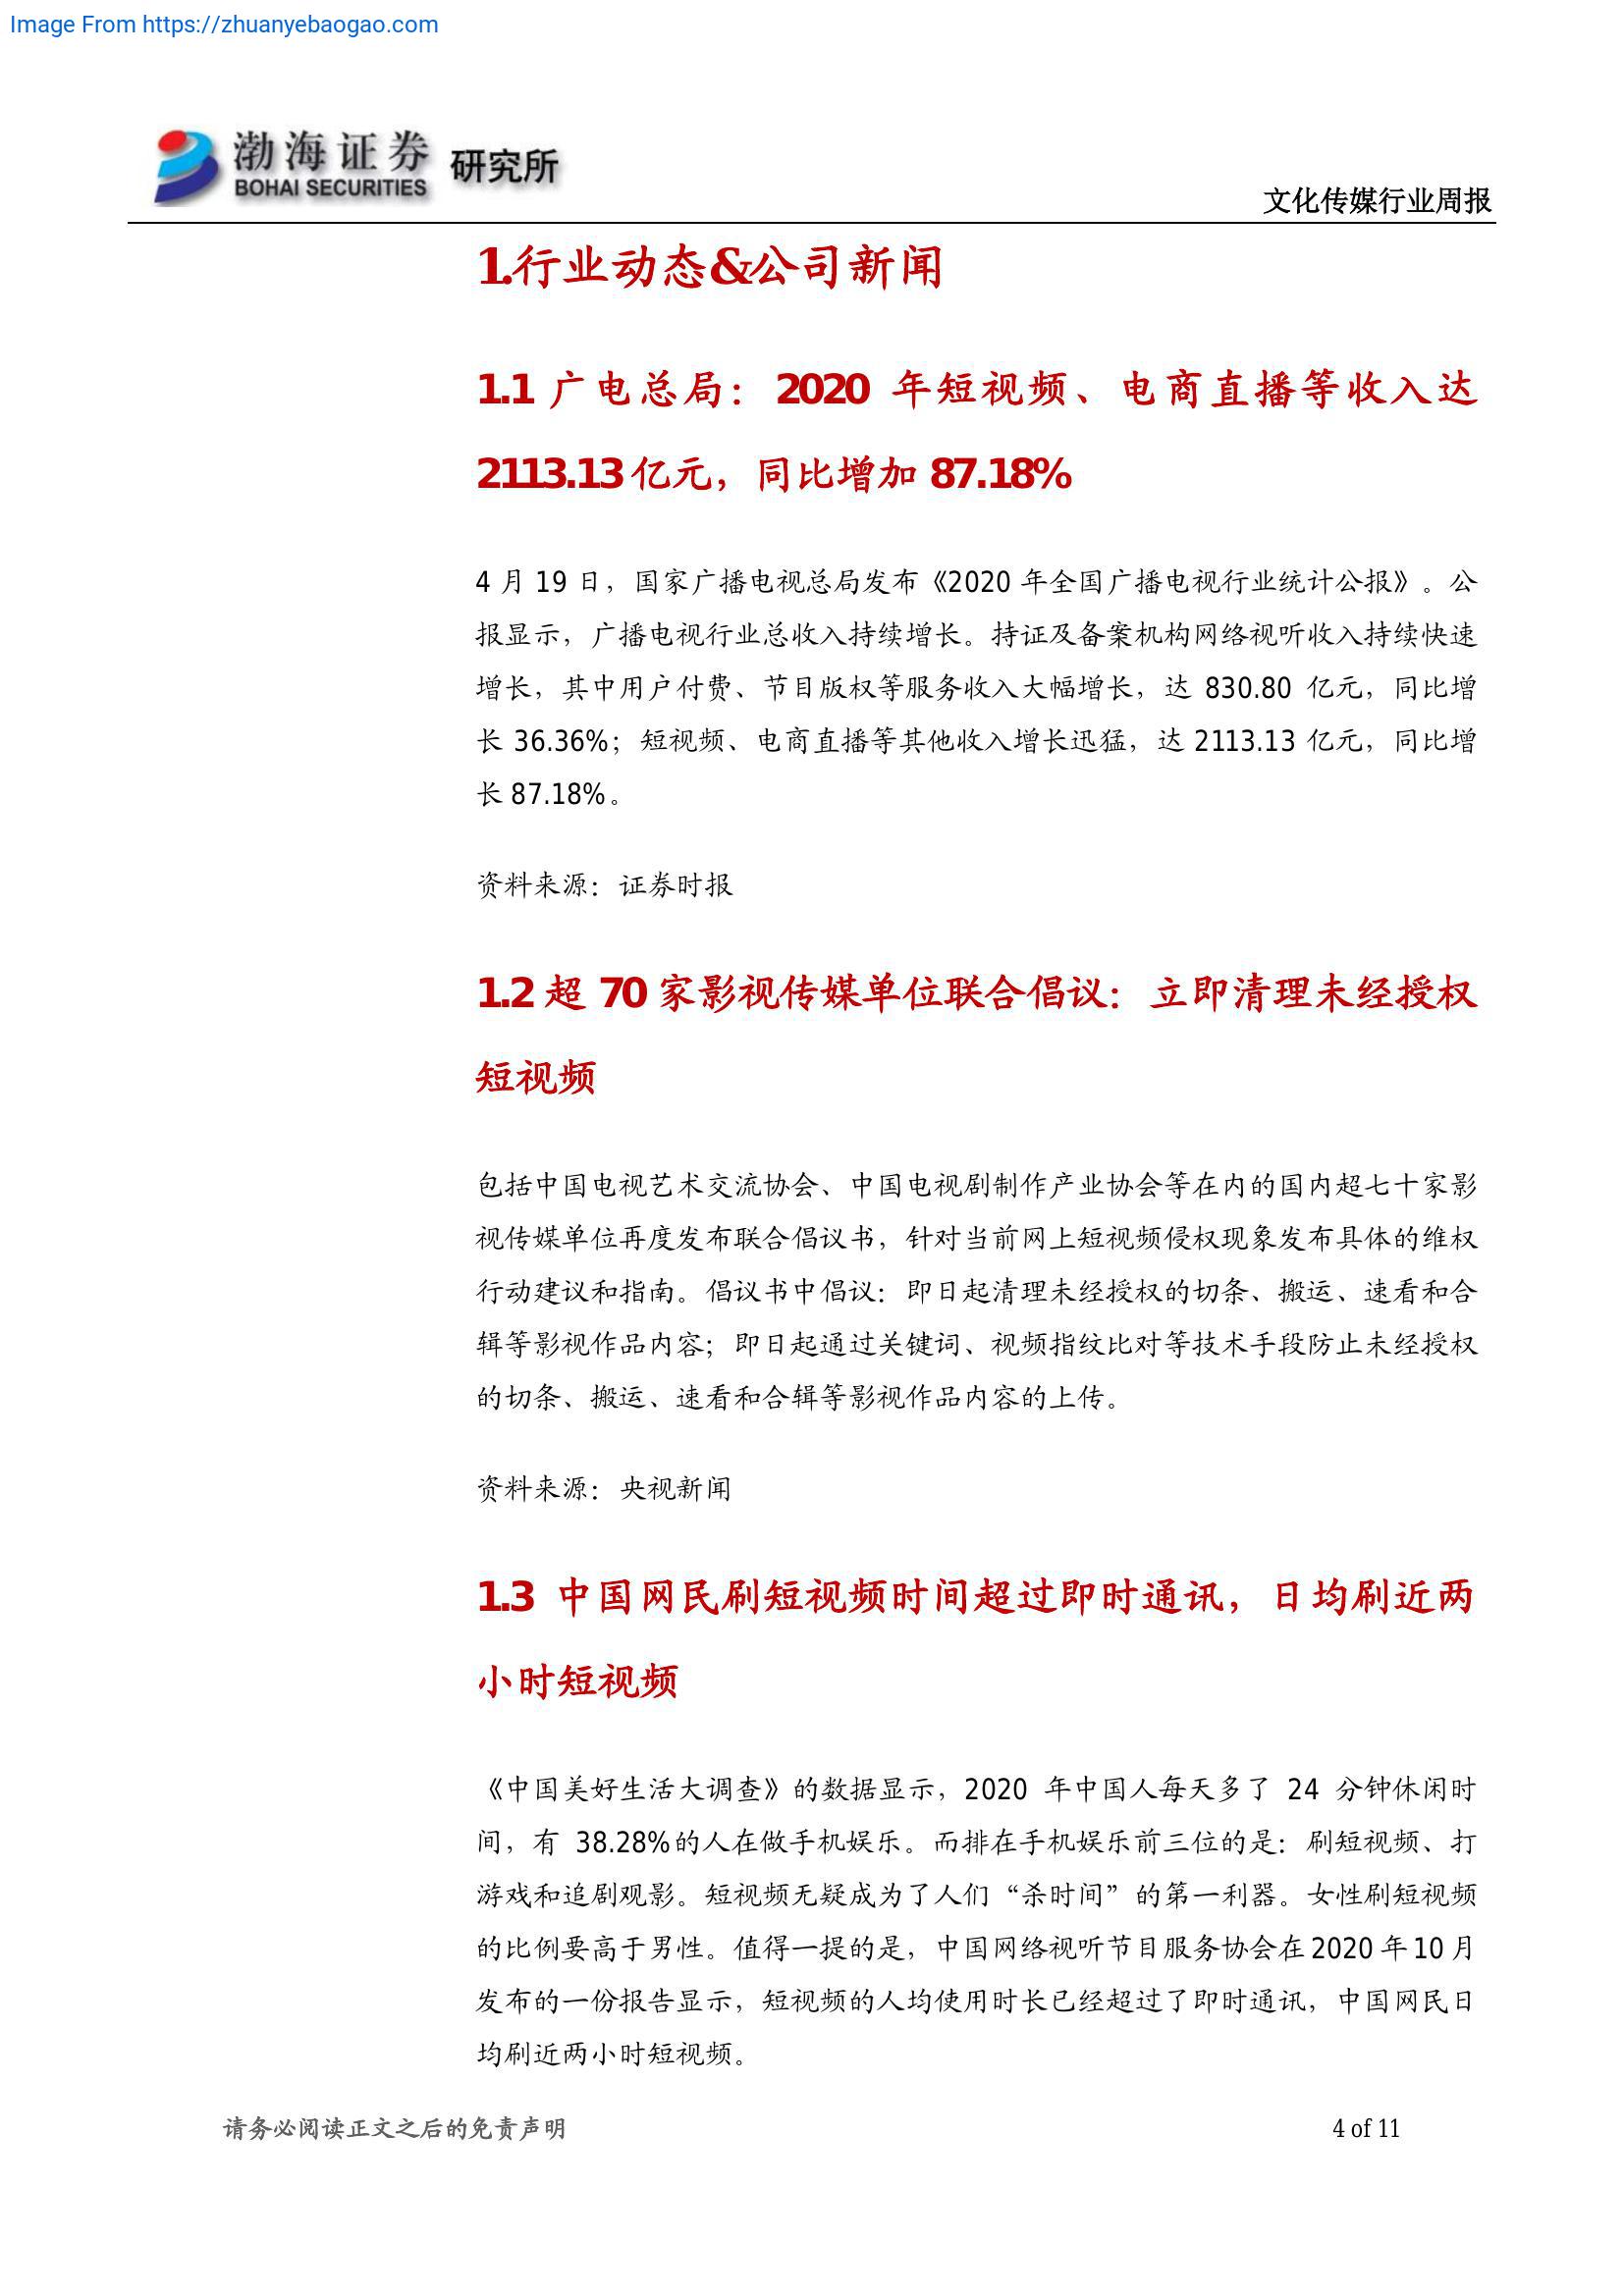 Image From https://zhuanyebaogao.com
渤海证券 研究所
BOHAI SECURITIES
文化传媒行业周报
1.行业动态&公司新闻
1.1 广电总局：2020 年短视频、电商直播等收入达
2113.13 亿元，同比增加 87.18%
4 月 19 日，国家广播电视总局发布《2020 年全国广播电视行业统计公报》。公
报显示，广播电视行业总收入持续增长。持证及备案机构网络视听收入持续快速
增长，其中用户付费、节目版权等服务收入大幅增长，达 830.80 亿元，同比增
长 36.36%；短视频、电商直播等其他收入增长迅猛，达 2113.13 亿元，同比增
长 87.18%。
资料来源：证券时报
1.2 超 70 家影视传媒单位联合倡议：立即清理未经授权
短视频
包括中国电视艺术交流协会、中国电视剧制作产业协会等在内的国内超七十家影
视传媒单位再度发布联合倡议书，针对当前网上短视频侵权现象发布具体的维权
行动建议和指南。倡议书中倡议：即日起清理未经授权的切条、搬运、速看和合
辑等影视作品内容；即日起通过关键词、视频指纹比对等技术手段防止未经授权
的切条、搬运、速看和合辑等影视作品内容的上传。
资料来源：央视新闻
1.3 中国网民刷短视频时间超过即时通讯，日均刷近两
小时短视频
《中国美好生活大调查》的数据显示，2020 年中国人每天多了 24 分钟休闲时
间，有 38.28%的人在做手机娱乐。而排在手机娱乐前三位的是：刷短视频、打
游戏和追剧观影。短视频无疑成为了人们“杀时间”的第一利器。女性刷短视频
的比例要高于男性。值得一提的是，中国网络视听节目服务协会在 2020 年 10 月
发布的一份报告显示，短视频的人均使用时长已经超过了即时通讯，中国网民日
均刷近两小时短视频。
请务必阅读正文之后的免责声明
4 of 11